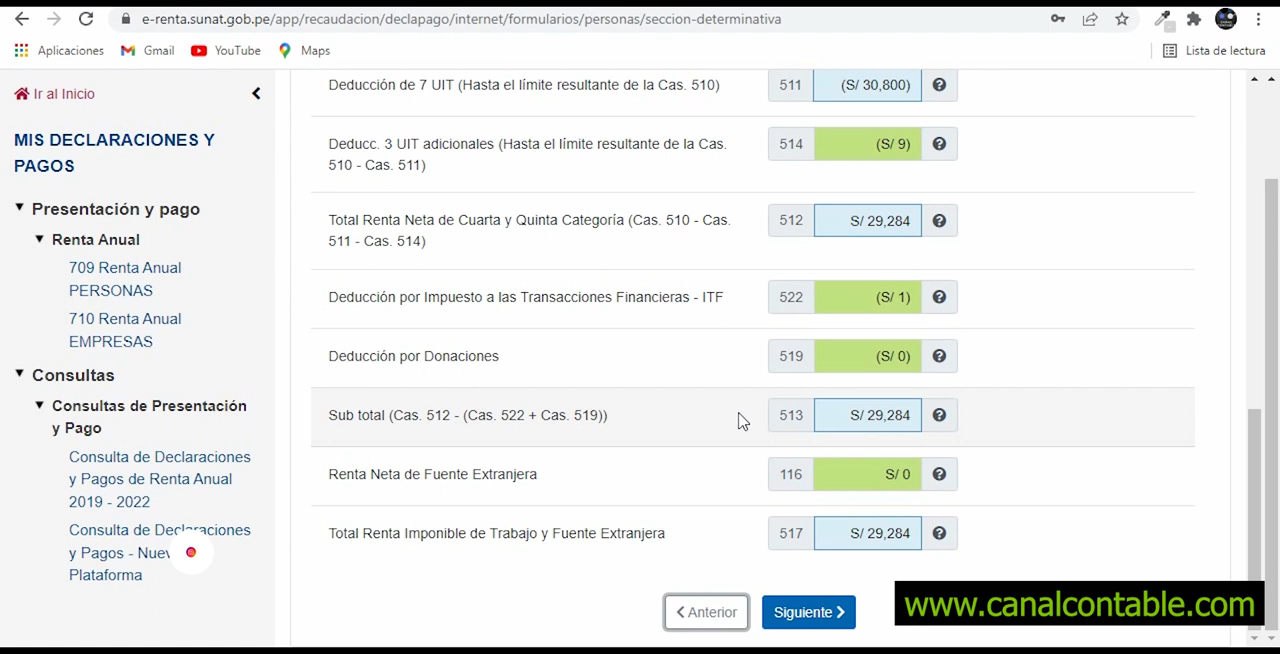 e-renta.sunat.gob.pe/app/recaudacion/declapago/internet/formularios/personas/seccion-determinativa
Aplicaciones Gmail YouTube Maps Lista de lectura
Ir al Inicio
MIS DECLARACIONES Y
PAGOS
Presentación y pago
Renta Anual
709 Renta Anual
PERSONAS
710 Renta Anual
EMPRESAS
Consultas
Consultas de Presentación
y Pago
Consulta de Declaraciones
y Pagos de Renta Anual
2019 - 2022
Consulta de Declaraciones
y Pagos - Nuev
Plataforma
Deducción de 7 UIT (Hasta el límite resultante de la Cas. 510) 511 (S/ 30,800)
Deducc. 3 UIT adicionales (Hasta el límite resultante de la Cas. 514 (S/ 9)
510 - Cas. 511)
Total Renta Neta de Cuarta y Quinta Categoría (Cas. 510 - Cas. 512 S/ 29,284
511 - Cas. 514)
Deducción por Impuesto a las Transacciones Financieras - ITF 522 (S/ 1)
Deducción por Donaciones 519 (S/ 0)
Sub total (Cas. 512 - (Cas. 522 + Cas. 519)) 513 S/ 29,284
Renta Neta de Fuente Extranjera 116 S/ 0
Total Renta Imponible de Trabajo y Fuente Extranjera 517 S/ 29,284
Anterior Siguiente
www.canalcontable.com